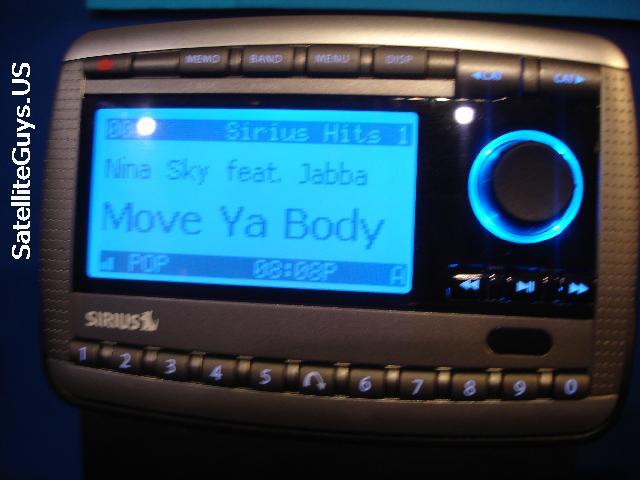 SatelliteGuys.US
MEMO BAND MENU DISP
◄CAT CAT►
Sirius Hits 1
Nina Sky feat. Jabba
Move Ya Body
POP 08:08P A
SIRIUS
1 2 3 4 5 6 7 8 9 0